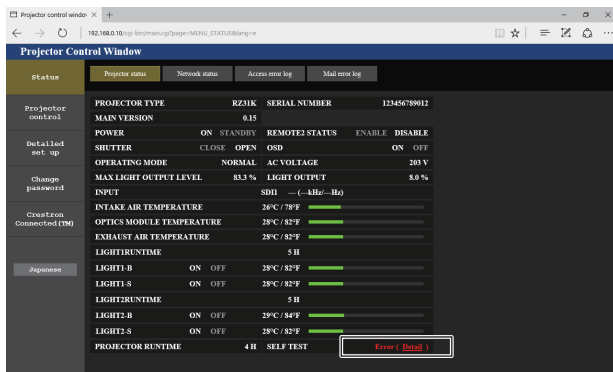 Projector control windov
192.168.0.10/cgi-bin/main.cgi?page=MENU_STATUS&lang=e
Projector Control Window
Status
Projector status
Network status
Access error log
Mail error log
Projector control
Detailed set up
Change password
Crestron Connected(TM)
Japanese
PROJECTOR TYPE RZ31K SERIAL NUMBER 123456789012
MAIN VERSION 0.15
POWER ON STANDBY REMOTE2 STATUS ENABLE DISABLE
SHUTTER CLOSE OPEN OSD ON OFF
OPERATING MODE NORMAL AC VOLTAGE 203 V
MAX LIGHT OUTPUT LEVEL 83.3 % LIGHT OUTPUT 8.0 %
INPUT SDI1 --- (---kHz/---Hz)
INTAKE AIR TEMPERATURE 26°C / 78°F
OPTICS MODULE TEMPERATURE 28°C / 82°F
EXHAUST AIR TEMPERATURE 28°C / 82°F
LIGHT1RUNTIME 5 H
LIGHT1-B ON OFF 28°C / 82°F
LIGHT1-S ON OFF 28°C / 82°F
LIGHT2RUNTIME 5 H
LIGHT2-B ON OFF 29°C / 84°F
LIGHT2-S ON OFF 28°C / 82°F
PROJECTOR RUNTIME 4 H SELF TEST Error ( Detail )